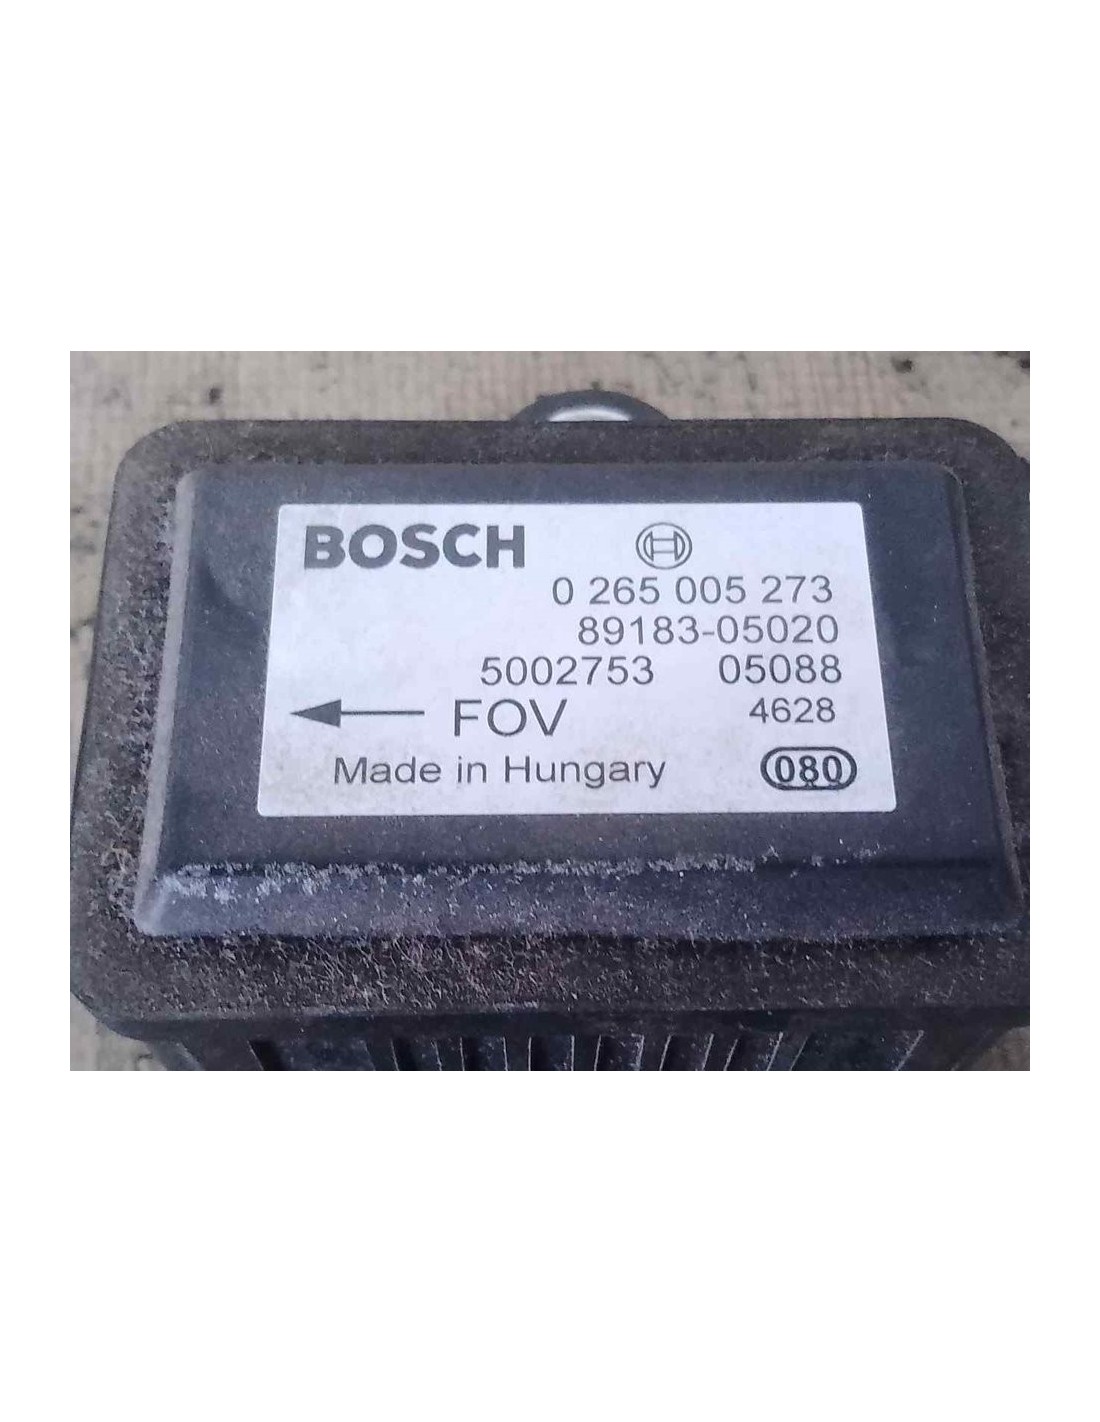 BOSCH
0 265 005 273
89183-05020
5002753 05088
FOV 4628
Made in Hungary 080